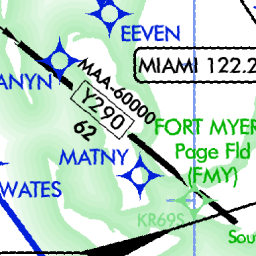 EEVEN
MIAMI 122.2
ANYN
MAA-60000
Y290
62
FORT MYER
Page Fld
(FMY)
MATNY
WATES
KR69S
Sou